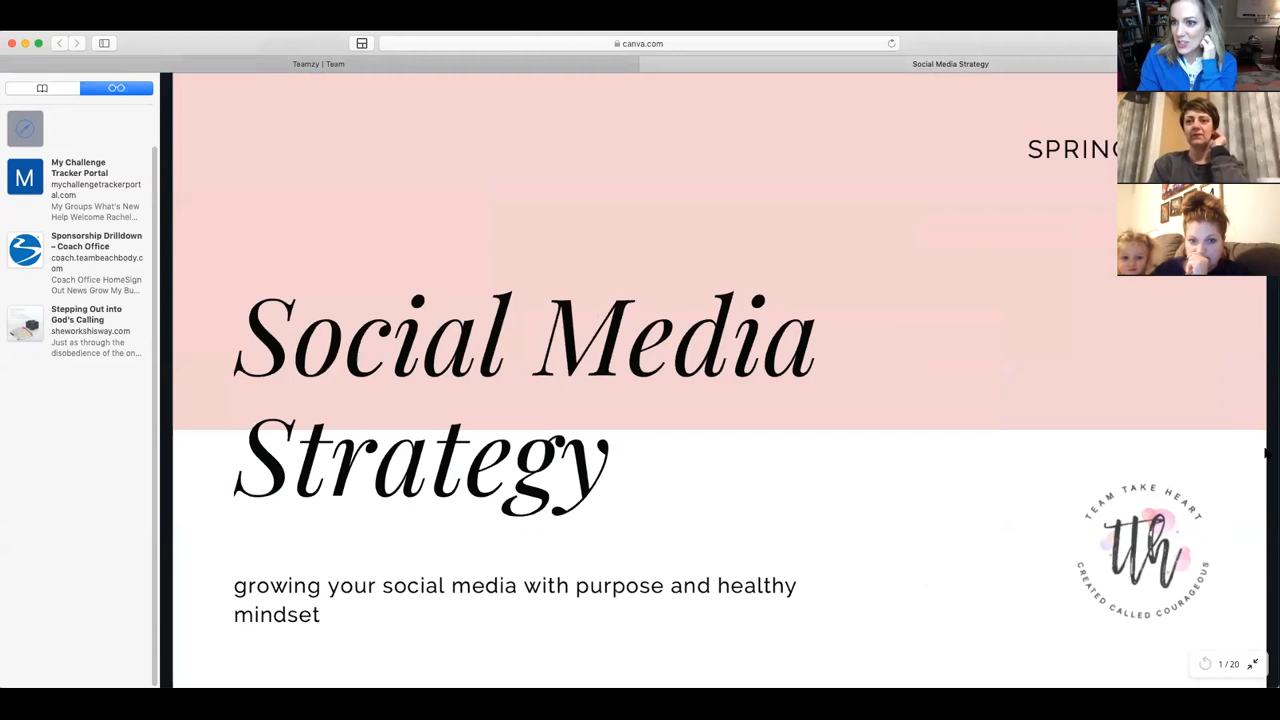 canva.com
Teamzy | Team
Social Media Strategy
My Challenge
Tracker Portal
mychallengetrackerport
al.com
My Groups What's New
Help Welcome Rachel...
Sponsorship Drilldown
– Coach Office
coach.teambeachbody.c
om
Coach Office HomeSign
Out News Grow My Bu...
Stepping Out into
God's Calling
sheworkshisway.com
Just as through the
disobedience of the on...
M
SPRING
Social Media
Strategy
growing your social media with purpose and healthy
mindset
TEAM TAKE HEART
tth
CREATED CALLED COURAGEOUS
1 / 20